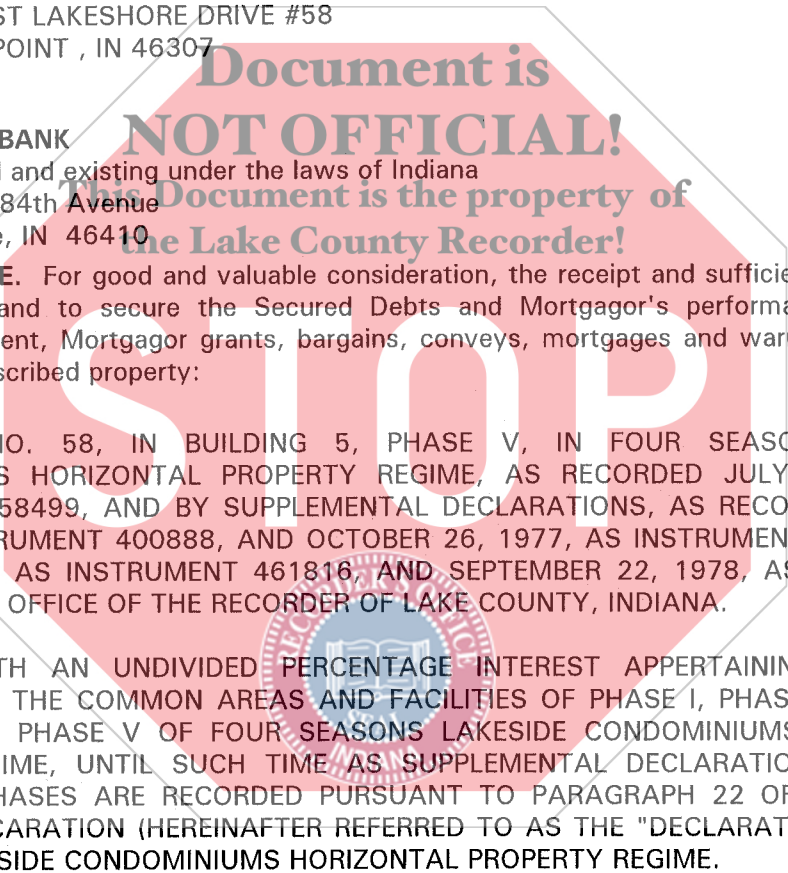 ST LAKESHORE DRIVE #58
POINT , IN 46307
Document is
NOT OFFICIAL!
BANK
and existing under the laws of Indiana
This Document is the property of
84th Avenue
the Lake County Recorder!
, IN 46410
E. For good and valuable consideration, the receipt and sufficie
and to secure the Secured Debts and Mortgagor's performa
ent, Mortgagor grants, bargains, conveys, mortgages and war
scribed property:
STOP
NO. 58, IN BUILDING 5, PHASE V, IN FOUR SEASO
S HORIZONTAL PROPERTY REGIME, AS RECORDED JULY
58499, AND BY SUPPLEMENTAL DECLARATIONS, AS RECO
RUMENT 400888, AND OCTOBER 26, 1977, AS INSTRUMEN
AS INSTRUMENT 461816, AND SEPTEMBER 22, 1978, AS
OFFICE OF THE RECORDER OF LAKE COUNTY, INDIANA.
RECORDER'S OFFICE
SEAL
INDIANA
TH AN UNDIVIDED PERCENTAGE INTEREST APPERTAININ
THE COMMON AREAS AND FACILITIES OF PHASE I, PHAS
PHASE V OF FOUR SEASONS LAKESIDE CONDOMINIUMS
IME, UNTIL SUCH TIME AS SUPPLEMENTAL DECLARATIO
HASES ARE RECORDED PURSUANT TO PARAGRAPH 22 OF
CARATION (HEREINAFTER REFERRED TO AS THE "DECLARAT
SIDE CONDOMINIUMS HORIZONTAL PROPERTY REGIME.